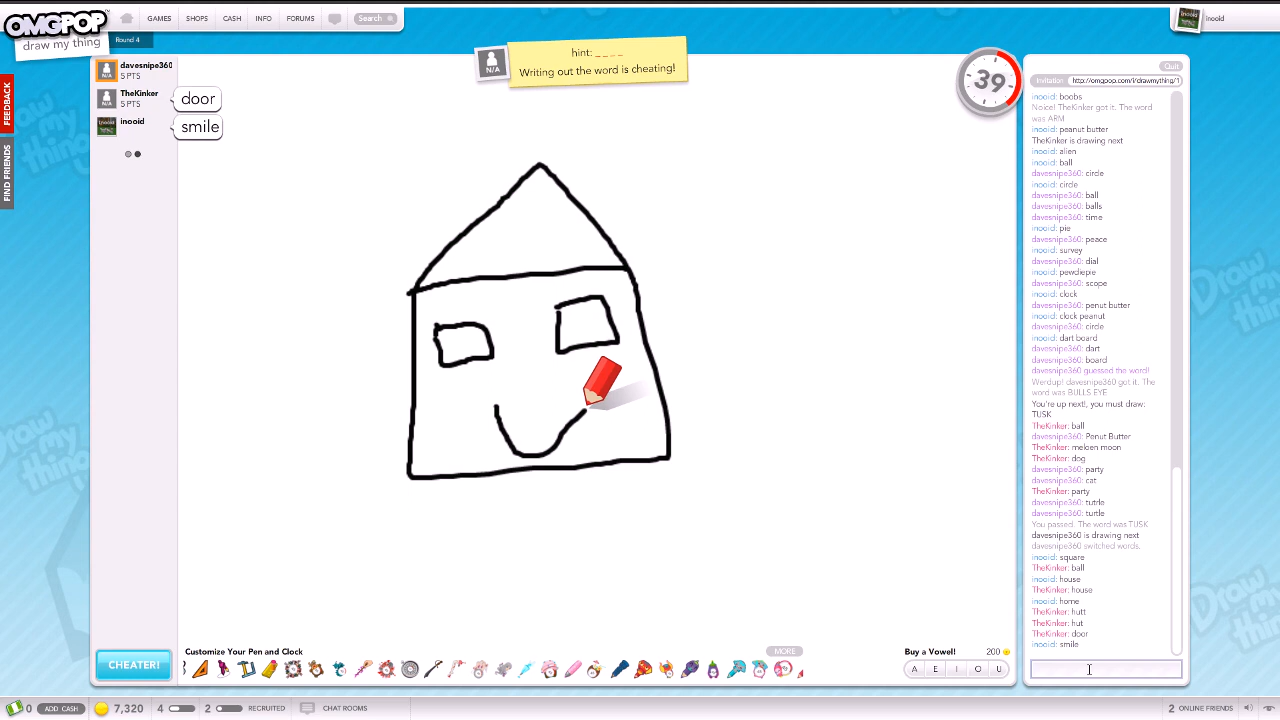 OMGPOP
draw my thing
GAMES
SHOPS
CASH
INFO
FORUMS
Search
inooid
Round 4
FEEDBACK
FIND FRIENDS
davesnipe360
5 PTS
TheKinker
5 PTS
inooid
door
smile
N/A
hint: _ _ _ _
Writing out the word is cheating!
39
Quit
Invitation http://omgpop.com/i/drawmything/1
inooid: boobs
Noice! TheKinker got it. The word
was ARM
inooid: peanut butter
TheKinker is drawing next
inooid: alien
inooid: ball
davesnipe360: circle
inooid: circle
davesnipe360: ball
davesnipe360: balls
davesnipe360: time
inooid: pie
davesnipe360: peace
inooid: survey
davesnipe360: dial
inooid: pewdiepie
davesnipe360: scope
inooid: clock
davesnipe360: penut butter
inooid: clock peanut
davesnipe360: circle
inooid: dart board
davesnipe360: dart
davesnipe360: board
davesnipe360 guessed the word!
Werdup! davesnipe360 got it. The
word was BULLS EYE
You're up next!, you must draw:
TUSK
TheKinker: ball
davesnipe360: Penut Butter
TheKinker: meloen moon
TheKinker: dog
davesnipe360: party
davesnipe360: cat
TheKinker: party
davesnipe360: tutrle
davesnipe360: turtle
You passed. The word was TUSK
davesnipe360 is drawing next
davesnipe360 switched words.
inooid: square
TheKinker: ball
inooid: house
TheKinker: house
inooid: home
TheKinker: hutt
TheKinker: hut
TheKinker: door
inooid: smile
CHEATER!
Customize Your Pen and Clock
MORE
Buy a Vowel!
200
A E I O U
0 ADD CASH
7,320
4
2 RECRUITED
CHAT ROOMS
2 ONLINE FRIENDS